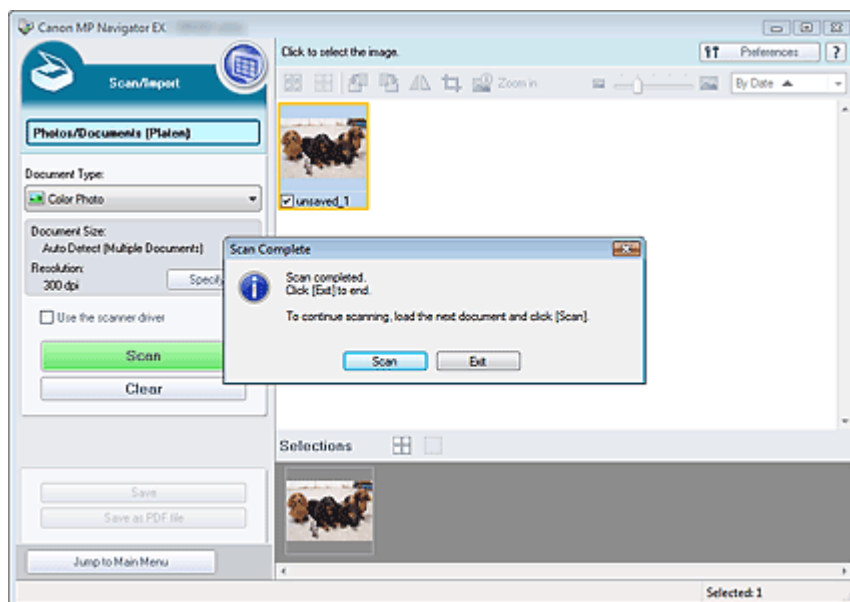 Canon MP Navigator EX
Scan/Import
Click to select the image.
Preferences
?
Zoom in
By Date
Photos/Documents (Platen)
Document Type:
Color Photo
unsaved_1
Document Size:
Auto Detect (Multiple Documents)
Resolution:
300 dpi
Specify
Use the scanner driver
Scan
Clear
Scan Complete
Scan completed.
Click [Exit] to end.
To continue scanning, load the next document and click [Scan].
Scan
Exit
Selections
Save
Save as PDF file
Jump to Main Menu
Selected: 1